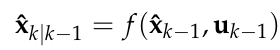 x̂ₖ|ₖ₋₁ = f(x̂ₖ₋₁, uₖ₋₁)